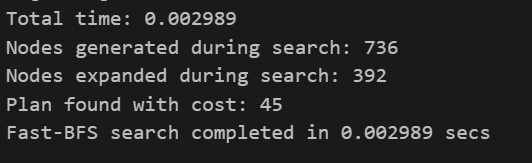 Total time: 0.002989
Nodes generated during search: 736
Nodes expanded during search: 392
Plan found with cost: 45
Fast-BFS search completed in 0.002989 secs